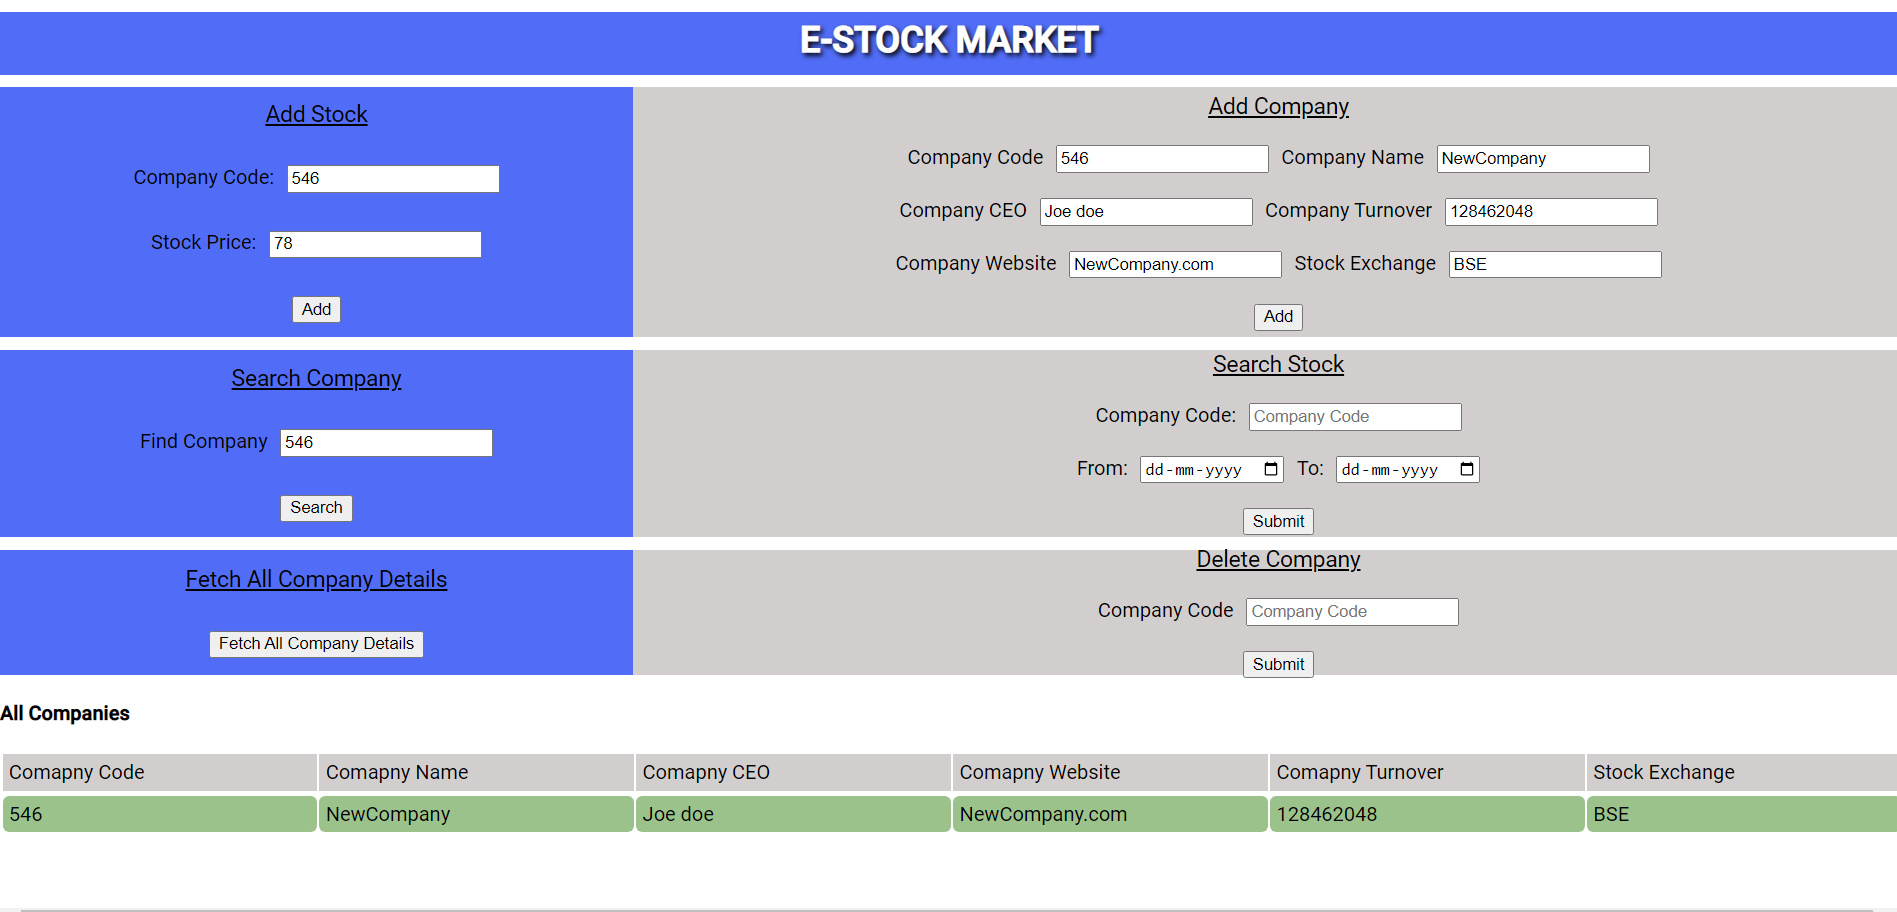 E-STOCK MARKET
Add Stock
Company Code: 546
Stock Price: 78
Add
Add Company
Company Code 546 Company Name NewCompany
Company CEO Joe doe Company Turnover 128462048
Company Website NewCompany.com Stock Exchange BSE
Add
Search Company
Find Company 546
Search
Search Stock
Company Code: Company Code
From: dd-mm-yyyy To: dd-mm-yyyy
Submit
Fetch All Company Details
Fetch All Company Details
Delete Company
Company Code Company Code
Submit
All Companies
Comapny Code Comapny Name Comapny CEO Comapny Website Comapny Turnover Stock Exchange
546 NewCompany Joe doe NewCompany.com 128462048 BSE